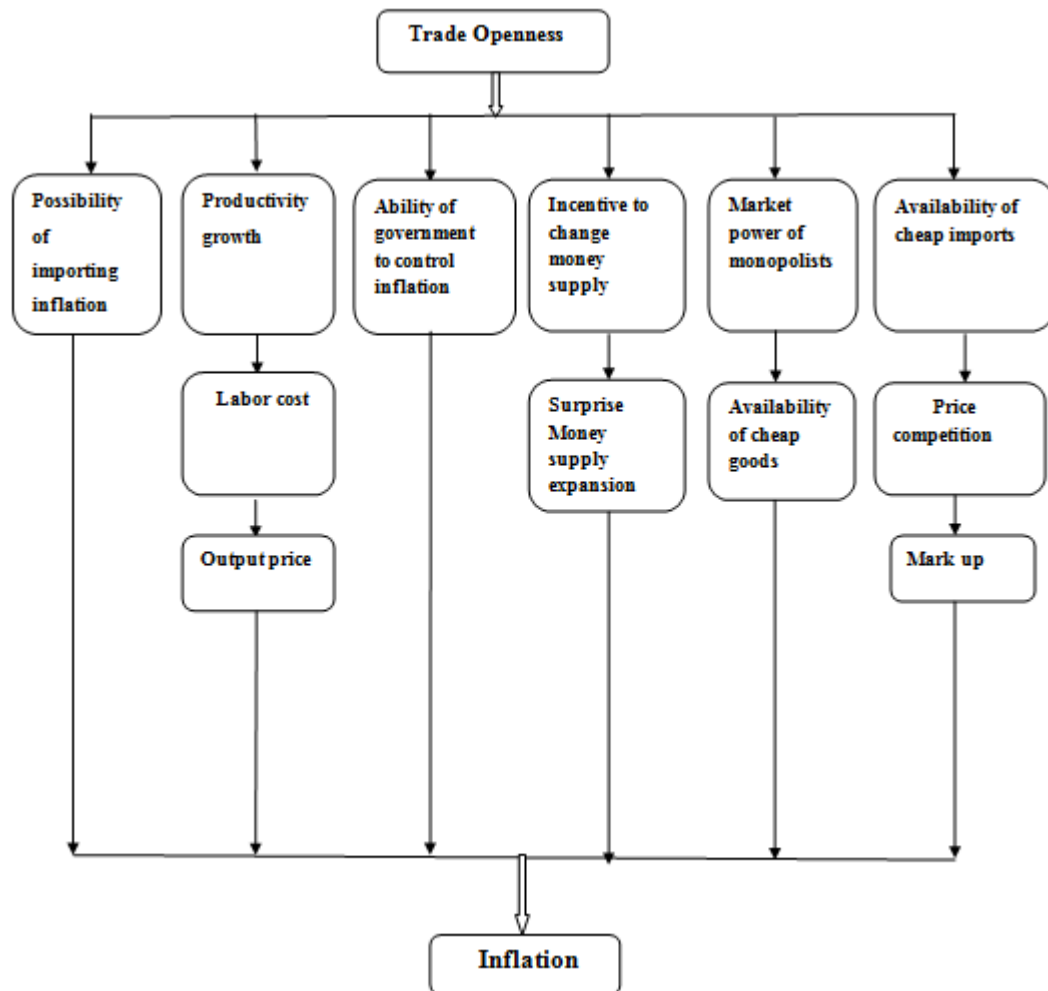 Trade Openness
Possibility
of
importing
inflation
Productivity
growth
Ability of
government
to control
inflation
Incentive to
change
money
supply
Market
power of
monopolists
Availability of
cheap imports
Labor cost
Surprise
Money
supply
expansion
Availability
of cheap
goods
Price
competition
Output price
Mark up
Inflation